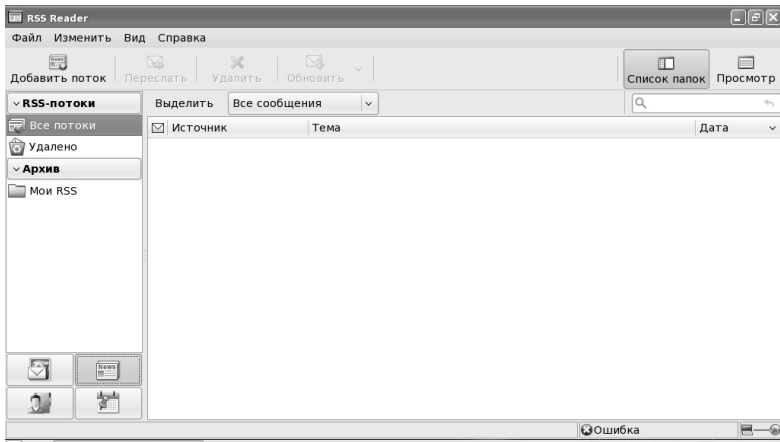 RSS Reader
Файл Изменить Вид Справка
Добавить поток Переслать Удалить Обновить Список папок Просмотр
RSS-потоки Выделить Все сообщения
Все потоки Источник Тема Дата
Удалено
Архив
Мои RSS
News
Ошибка